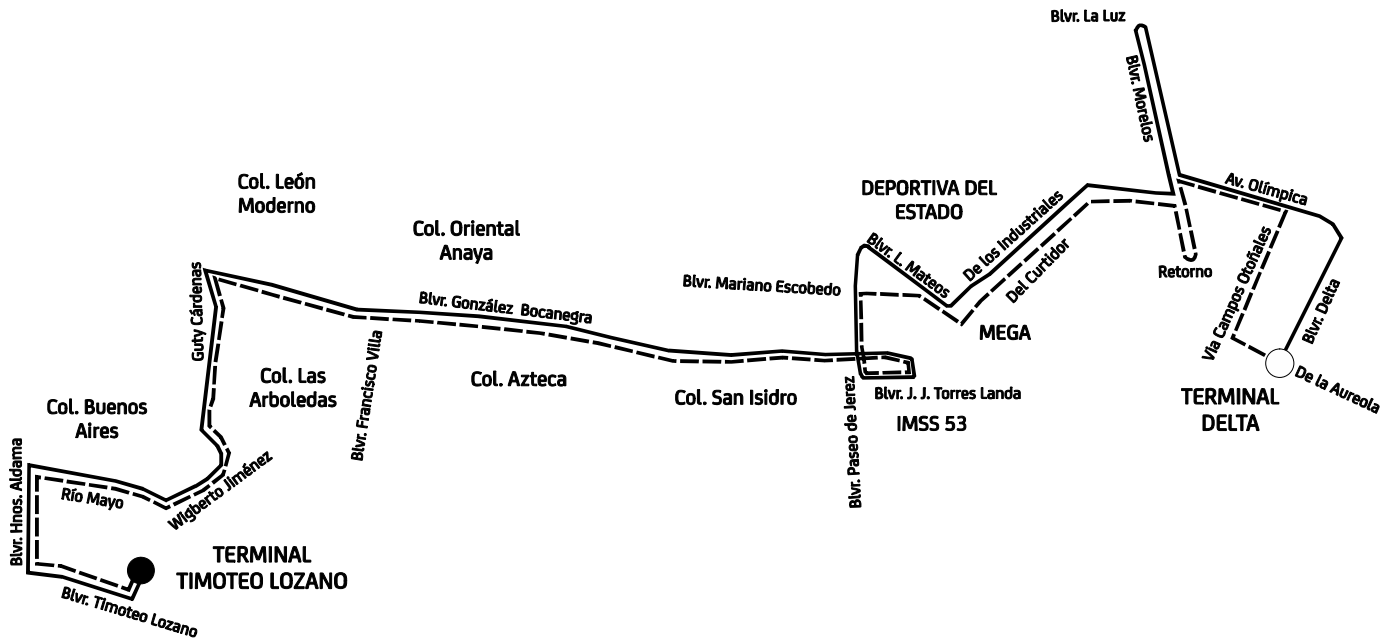 Blvr. La Luz
Blvr. Morelos
Col. León
Moderno
DEPORTIVA DEL
ESTADO
Av. Olímpica
Col. Oriental
Anaya
Blvr. L. Mateos
De los Industriales
Del Curtidor
Retorno
Vía Campos Otoñales
Blvr. Delta
Guty Cárdenas
Blvr. Mariano Escobedo
Blvr. González Bocanegra
MEGA
Blvr. Francisco Villa
Col. Las
Arboledas
Col. Azteca
Col. San Isidro
Blvr. Paseo de Jerez
Blvr. J. J. Torres Landa
IMSS 53
De la Aureola
TERMINAL
DELTA
Col. Buenos
Aires
Blvr. Hnos. Aldama
Río Mayo
Wigberto Jiménez
TERMINAL
TIMOTEO LOZANO
Blvr. Timoteo Lozano